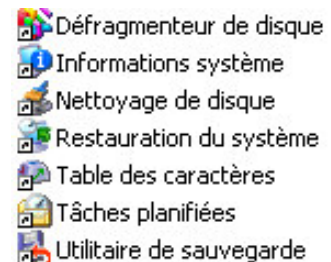 Défragmenteur de disque
Informations système
Nettoyage de disque
Restauration du système
Table des caractères
Tâches planifiées
Utilitaire de sauvegarde